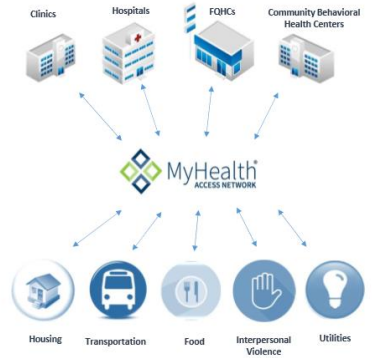 Clinics
Hospitals
FQHCs
Community Behavioral
Health Centers
MyHealth®
ACCESS NETWORK
Housing
Transportation
Food
Interpersonal
Violence
Utilities